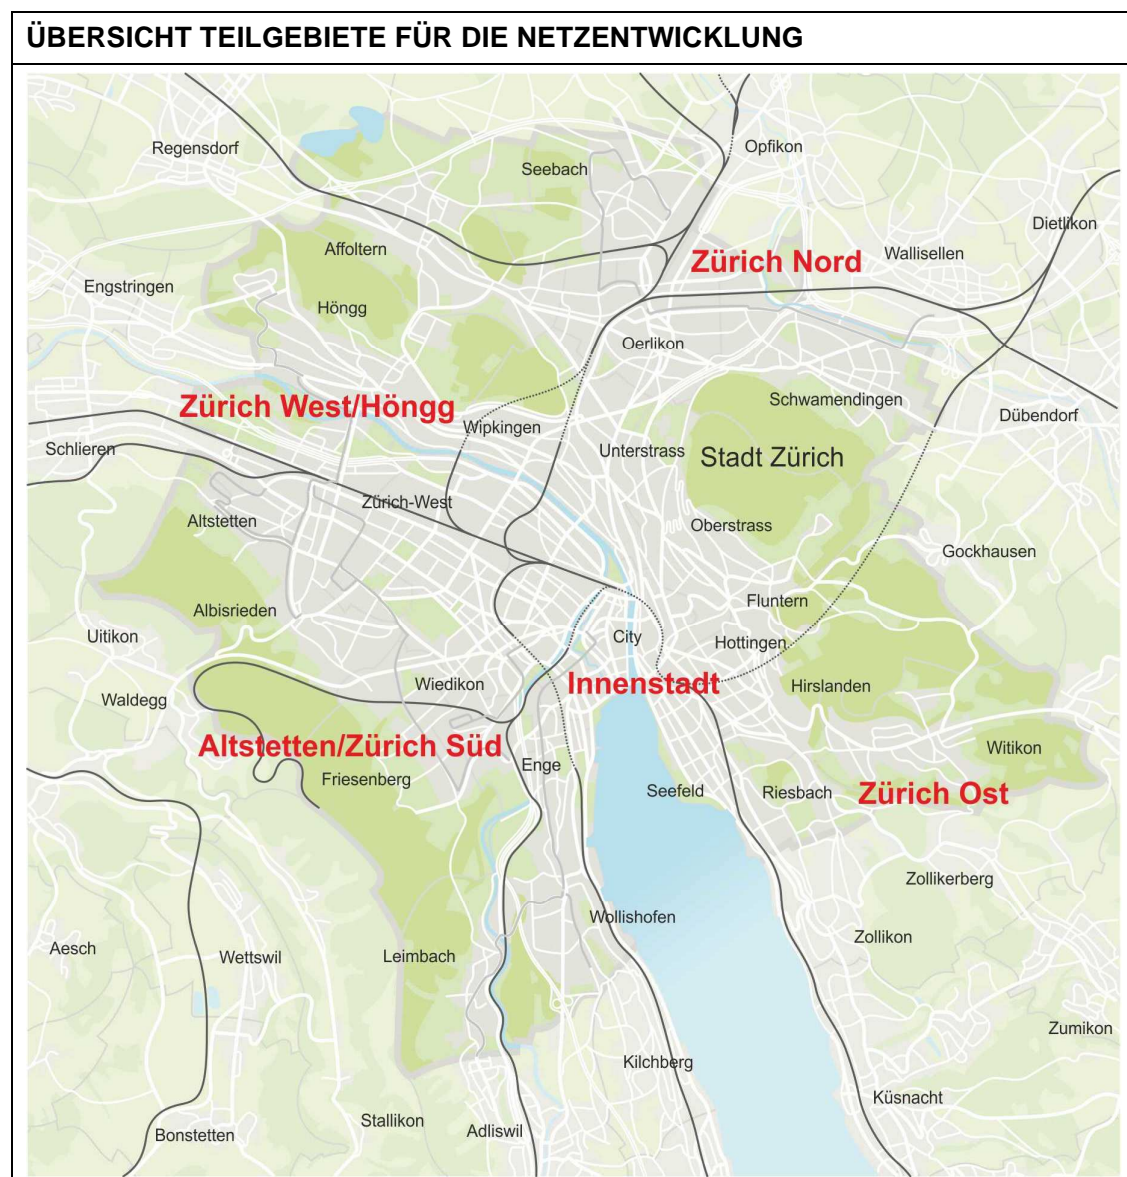 ÜBERSICHT TEILGEBIETE FÜR DIE NETZENTWICKLUNG
Regensdorf
Opfikon
Seebach
Dietlikon
Affoltern
Wallisellen
Zürich Nord
Engstringen
Höngg
Oerlikon
Schwamendingen
Zürich West/Höngg
Dübendorf
Wipkingen
Schlieren
Unterstrass
Stadt Zürich
Zürich-West
Altstetten
Oberstrass
Gockhausen
Fluntern
Albisrieden
Uitikon
City
Hottingen
Wiedikon
Innenstadt
Hirslanden
Waldegg
Altstetten/Zürich Süd
Witikon
Enge
Friesenberg
Seefeld
Riesbach
Zürich Ost
Zollikerberg
Wollishofen
Zollikon
Aesch
Wettswil
Leimbach
Zumikon
Kilchberg
Küsnacht
Stallikon
Adliswil
Bonstetten